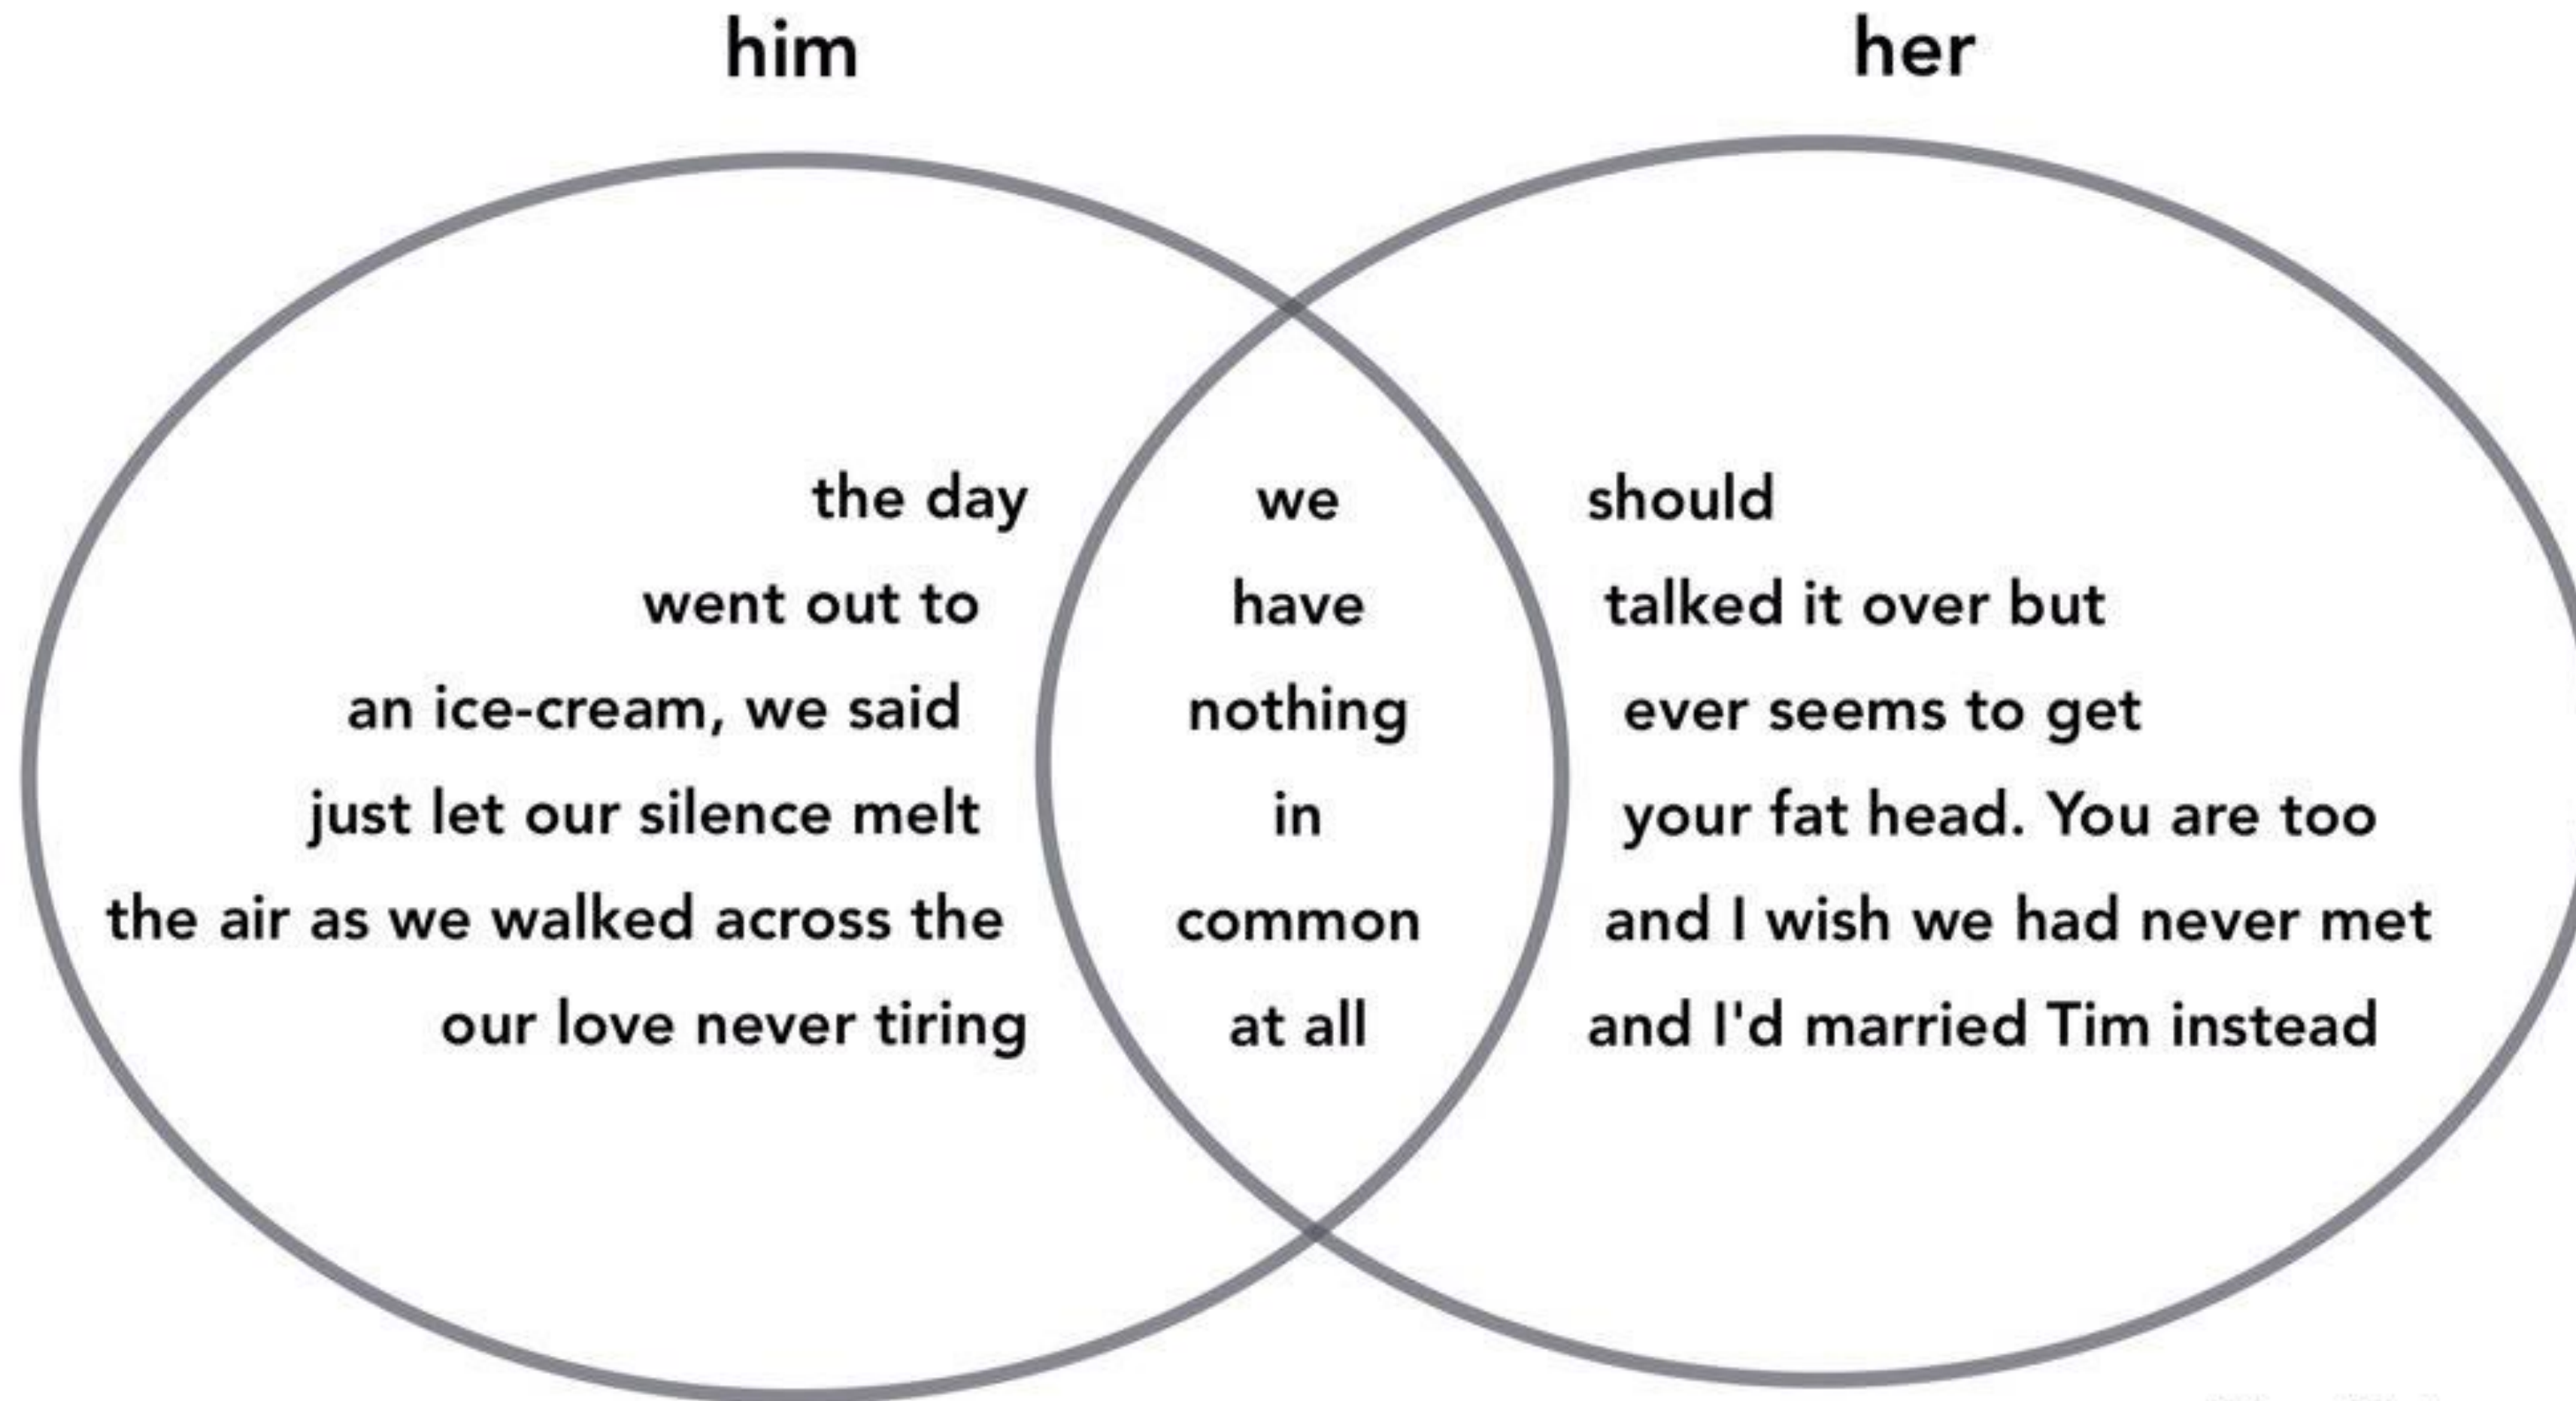 him her
the day we should
went out to have talked it over but
an ice-cream, we said nothing ever seems to get
just let our silence melt in your fat head. You are too
the air as we walked across the common and I wish we had never met
our love never tiring at all and I'd married Tim instead